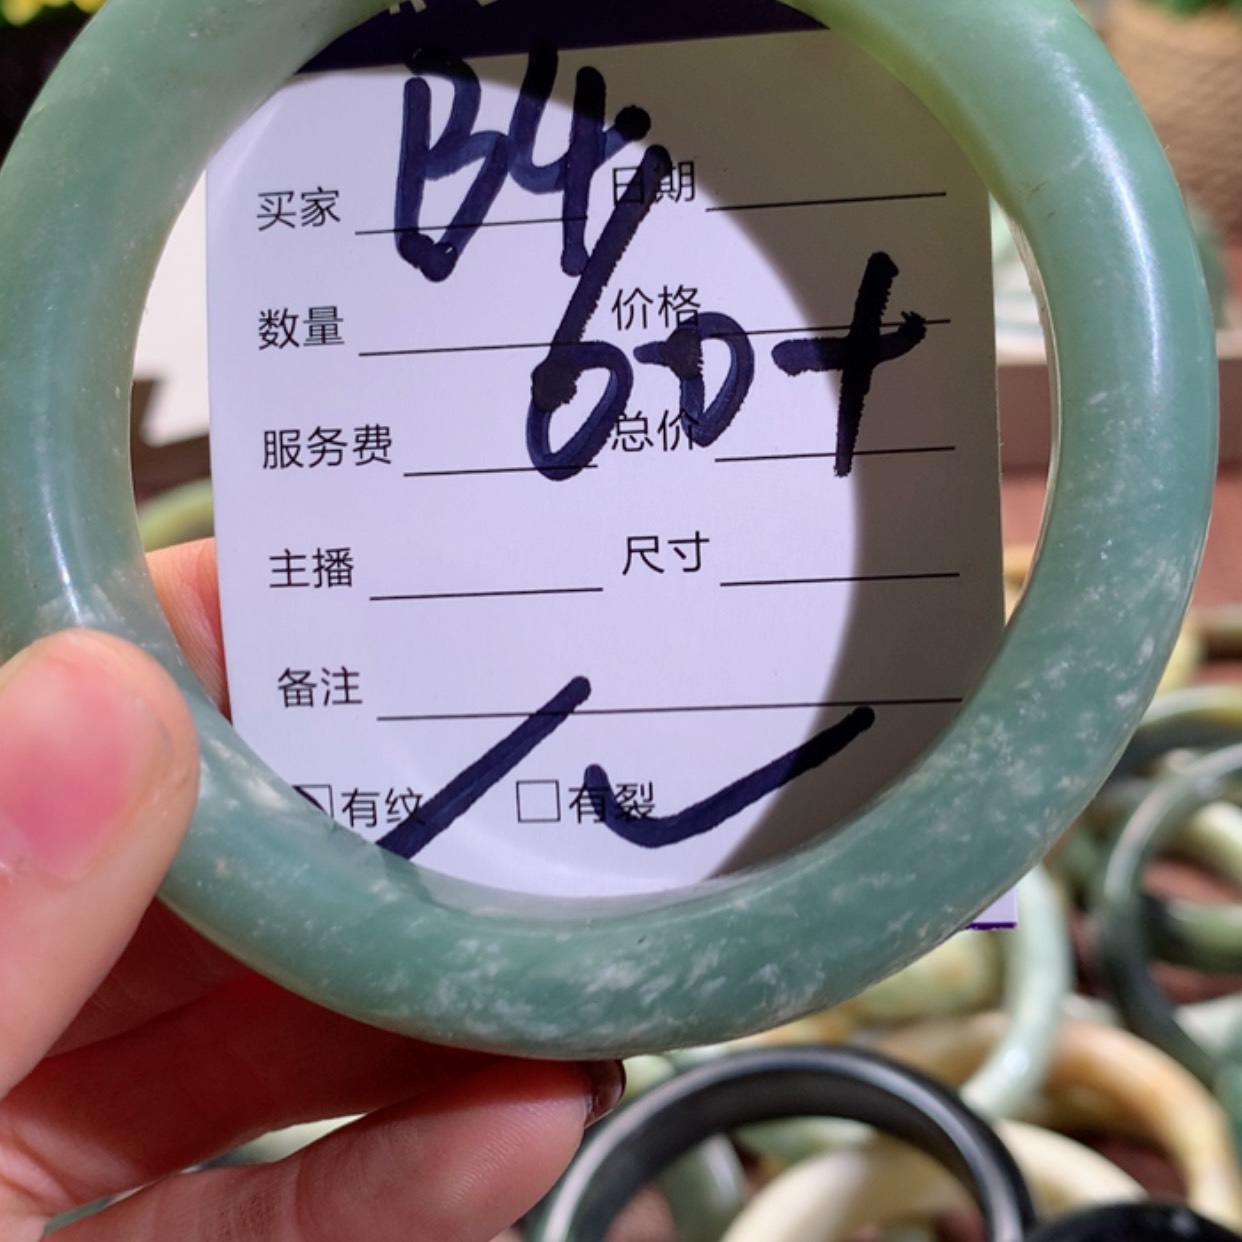 B4
买家 日期
数量 价格
60+
服务费 总价
主播 尺寸
备注
有纹 有裂